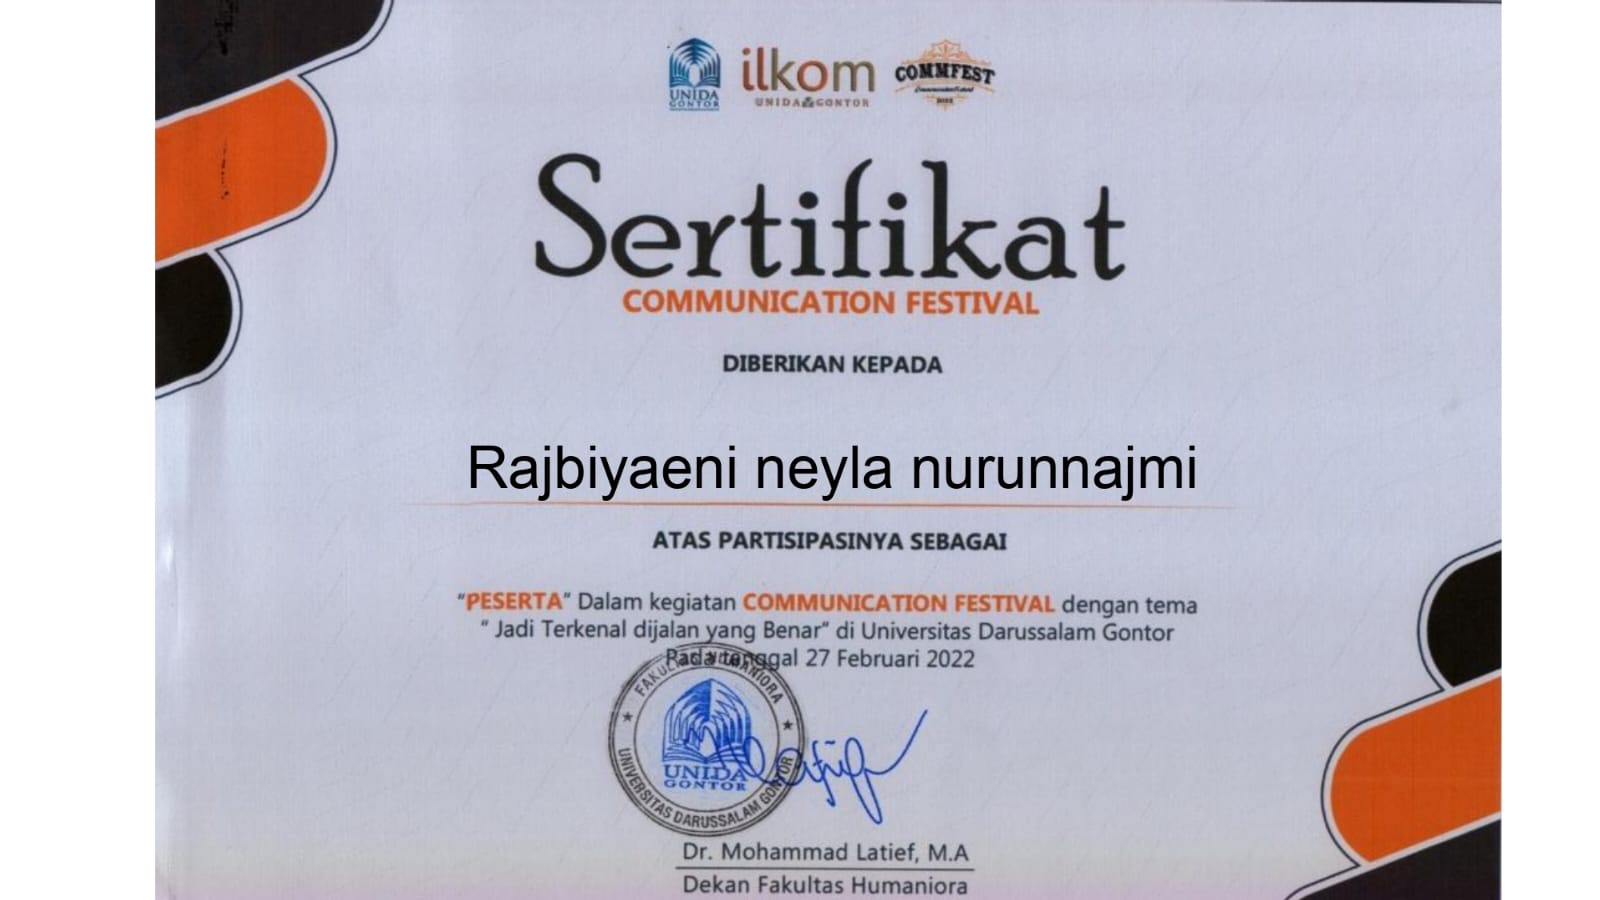 UNIDA
GONTOR
ilkom
UNIDA GONTOR
COMMFEST
2022
Sertifikat
COMMUNICATION FESTIVAL
DIBERIKAN KEPADA
Rajbiyaeni neyla nurunnajmi
ATAS PARTISIPASINYA SEBAGAI
"PESERTA" Dalam kegiatan COMMUNICATION FESTIVAL dengan tema
" Jadi Terkenal dijalan yang Benar" di Universitas Darussalam Gontor
Pada tanggal 27 Februari 2022
FAKULTAS HUMANIORA
UNIDA
GONTOR
UNIVERSITAS DARUSSALAM GONTOR
Dr. Mohammad Latief, M.A
Dekan Fakultas Humaniora